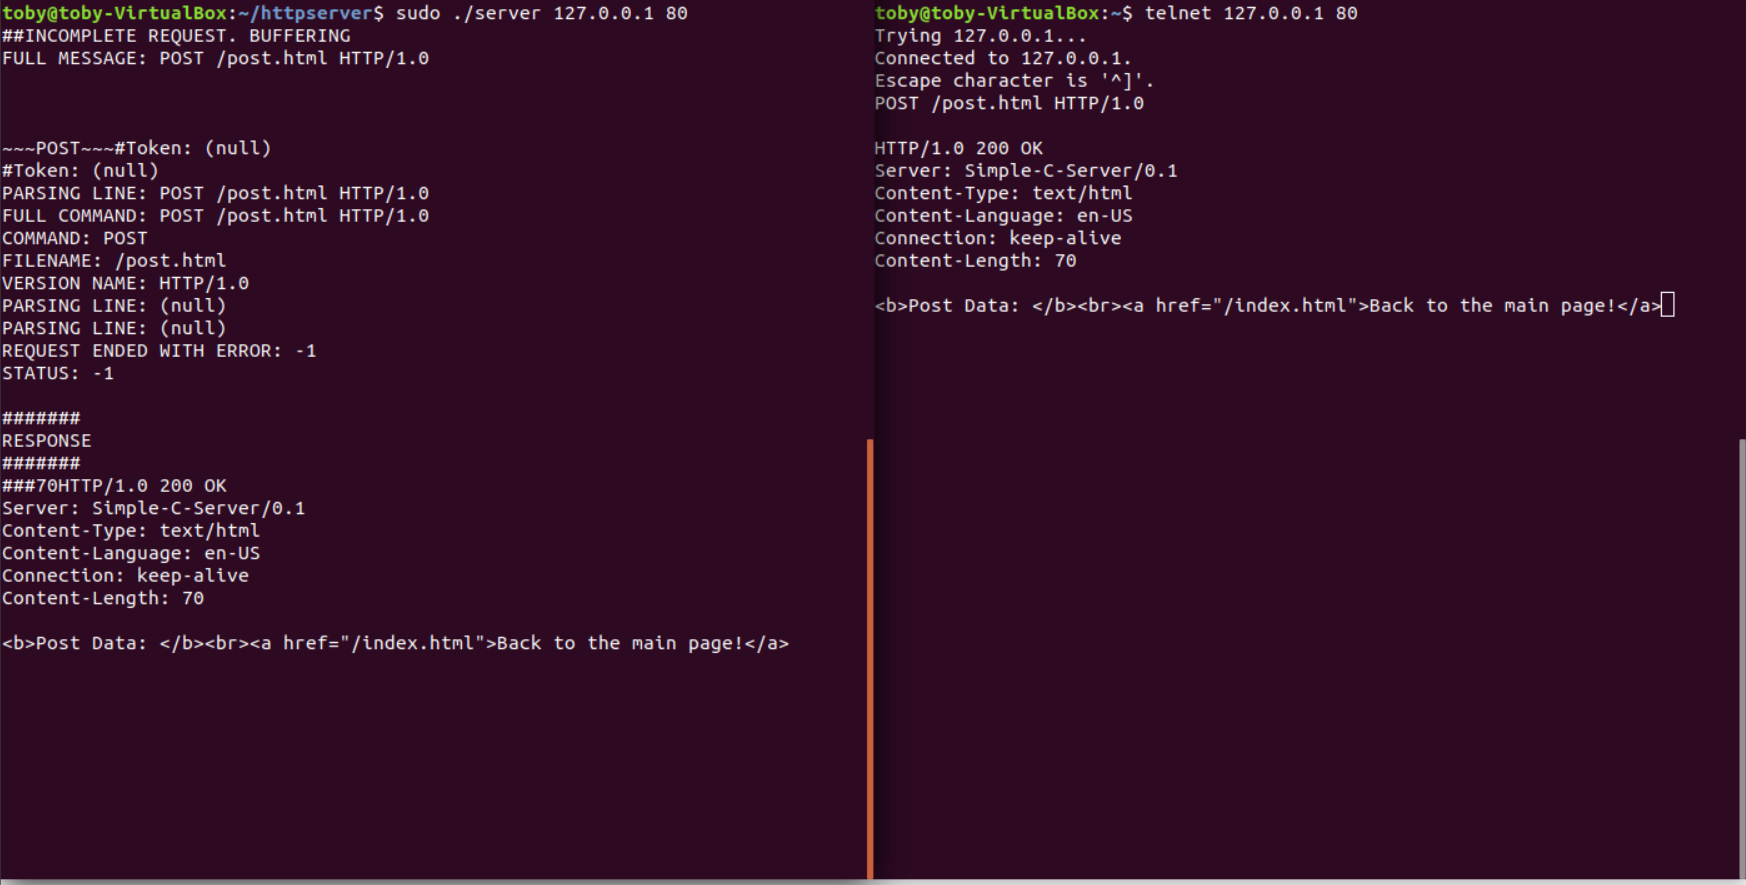 toby@toby-VirtualBox:~/httpserver$ sudo ./server 127.0.0.1 80
##INCOMPLETE REQUEST. BUFFERING
FULL MESSAGE: POST /post.html HTTP/1.0
~~~POST~~~#Token: (null)
#Token: (null)
PARSING LINE: POST /post.html HTTP/1.0
FULL COMMAND: POST /post.html HTTP/1.0
COMMAND: POST
FILENAME: /post.html
VERSION NAME: HTTP/1.0
PARSING LINE: (null)
PARSING LINE: (null)
REQUEST ENDED WITH ERROR: -1
STATUS: -1
#######
RESPONSE
#######
###70HTTP/1.0 200 OK
Server: Simple-C-Server/0.1
Content-Type: text/html
Content-Language: en-US
Connection: keep-alive
Content-Length: 70
<b>Post Data: </b><br><a href="/index.html">Back to the main page!</a>
toby@toby-VirtualBox:~$ telnet 127.0.0.1 80
Trying 127.0.0.1...
Connected to 127.0.0.1.
Escape character is '^]'.
POST /post.html HTTP/1.0
HTTP/1.0 200 OK
Server: Simple-C-Server/0.1
Content-Type: text/html
Content-Language: en-US
Connection: keep-alive
Content-Length: 70
<b>Post Data: </b><br><a href="/index.html">Back to the main page!</a>